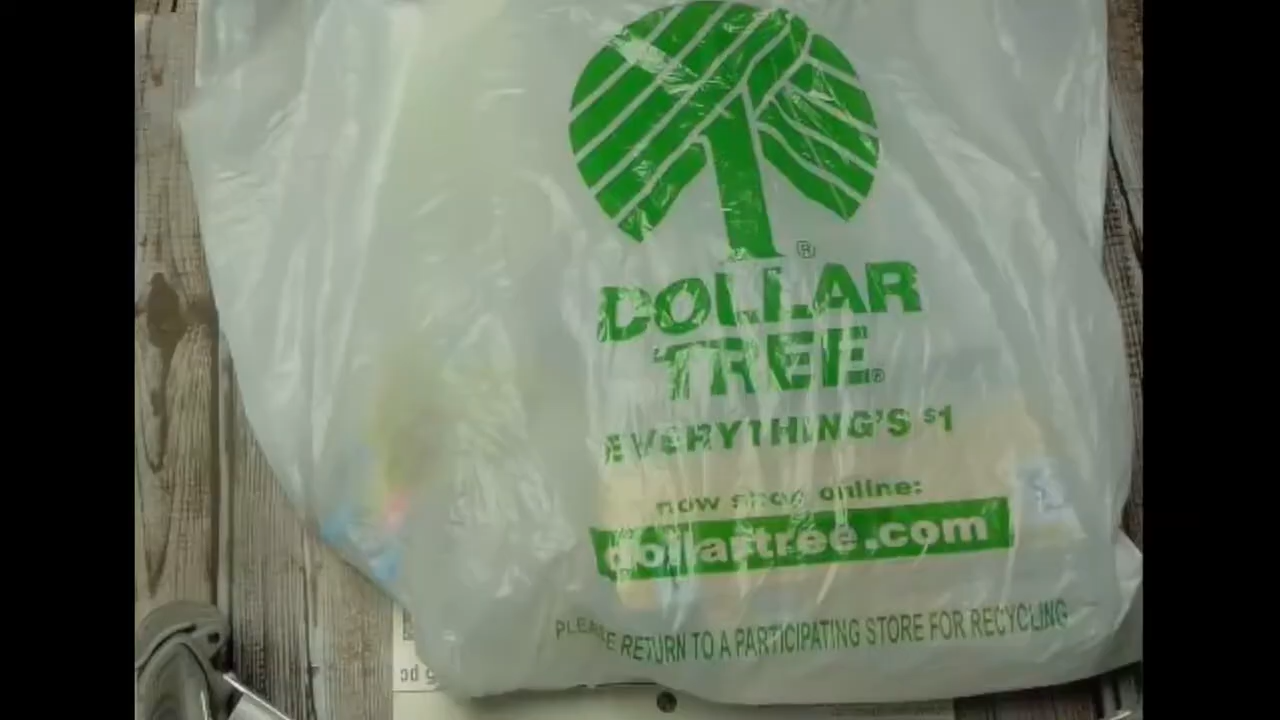 ®
DOLLAR
TREE®
EVERYTHING'S $1
now shop online:
dollartree.com
PLEASE RETURN TO A PARTICIPATING STORE FOR RECYCLING